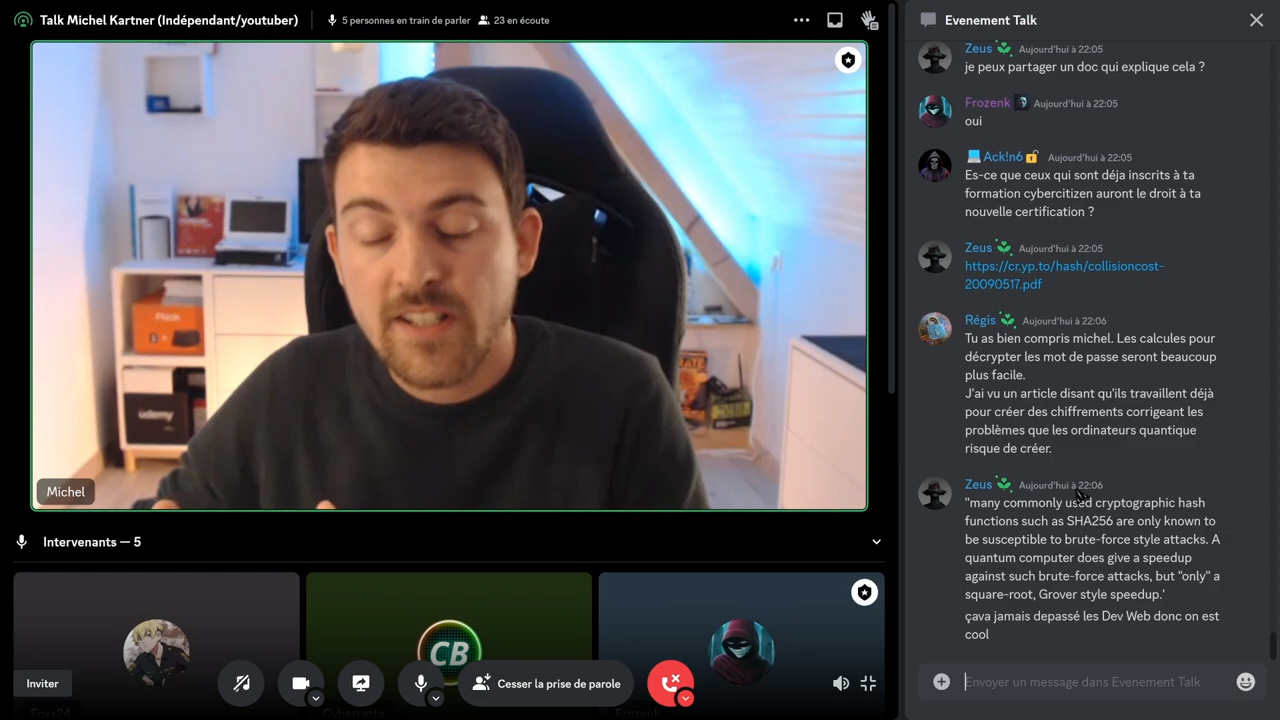 Talk Michel Kartner (Indépendant/youtuber)
5 personnes en train de parler
23 en écoute
Evenement Talk
Zeus Aujourd'hui à 22:05
je peux partager un doc qui explique cela ?
Frozenk Aujourd'hui à 22:05
oui
Ack!n6 Aujourd'hui à 22:05
Es-ce que ceux qui sont déja inscrits à ta
formation cybercitizen auront le droit à ta
nouvelle certification ?
Zeus Aujourd'hui à 22:05
https://cr.yp.to/hash/collisioncost-
20090517.pdf
Régis Aujourd'hui à 22:06
Tu as bien compris michel. Les calcules pour
décrypter les mot de passe seront beaucoup
plus facile.
J'ai vu un article disant qu'ils travaillent déjà
pour créer des chiffrements corrigeant les
problèmes que les ordinateurs quantique
risque de créer.
Zeus Aujourd'hui à 22:06
"many commonly used cryptographic hash
functions such as SHA256 are only known to
be susceptible to brute-force style attacks. A
quantum computer does give a speedup
against such brute-force attacks, but "only" a
square-root, Grover style speedup.'
çava jamais depassé les Dev Web donc on est
cool
Envoyer un message dans Evenement Talk
udemy
Michel
Intervenants — 5
CB
Inviter
Cesser la prise de parole